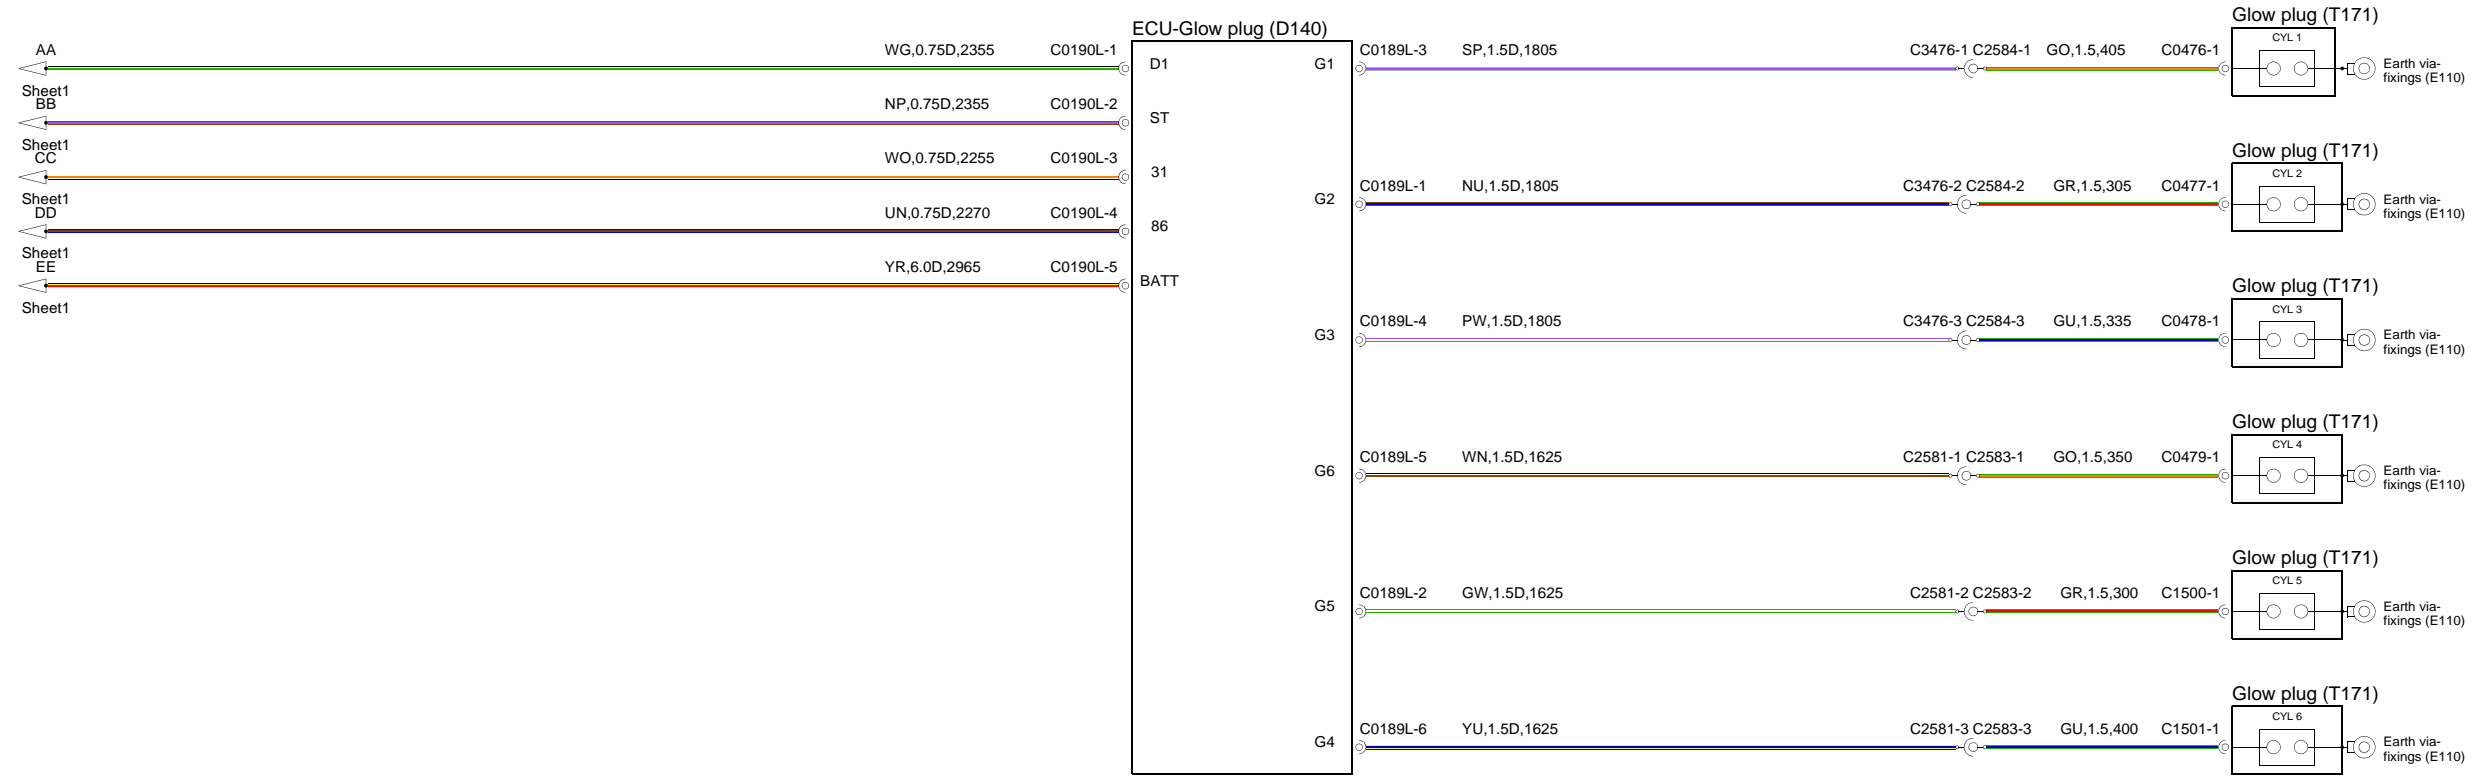 ECU-Glow plug (D140)
AA
WG,0.75D,2355
C0190L-1
D1
Sheet1
BB
NP,0.75D,2355
C0190L-2
ST
Sheet1
CC
WO,0.75D,2255
C0190L-3
31
Sheet1
DD
UN,0.75D,2270
C0190L-4
86
Sheet1
EE
YR,6.0D,2965
C0190L-5
BATT
Sheet1
Glow plug (T171)
CYL 1
G1
C0189L-3
SP,1.5D,1805
C3476-1 C2584-1
GO,1.5,405
C0476-1
Earth via-
fixings (E110)
Glow plug (T171)
CYL 2
G2
C0189L-1
NU,1.5D,1805
C3476-2 C2584-2
GR,1.5,305
C0477-1
Earth via-
fixings (E110)
Glow plug (T171)
CYL 3
G3
C0189L-4
PW,1.5D,1805
C3476-3 C2584-3
GU,1.5,335
C0478-1
Earth via-
fixings (E110)
Glow plug (T171)
CYL 4
G6
C0189L-5
WN,1.5D,1625
C2581-1 C2583-1
GO,1.5,350
C0479-1
Earth via-
fixings (E110)
Glow plug (T171)
CYL 5
G5
C0189L-2
GW,1.5D,1625
C2581-2 C2583-2
GR,1.5,300
C1500-1
Earth via-
fixings (E110)
Glow plug (T171)
CYL 6
G4
C0189L-6
YU,1.5D,1625
C2581-3 C2583-3
GU,1.5,400
C1501-1
Earth via-
fixings (E110)